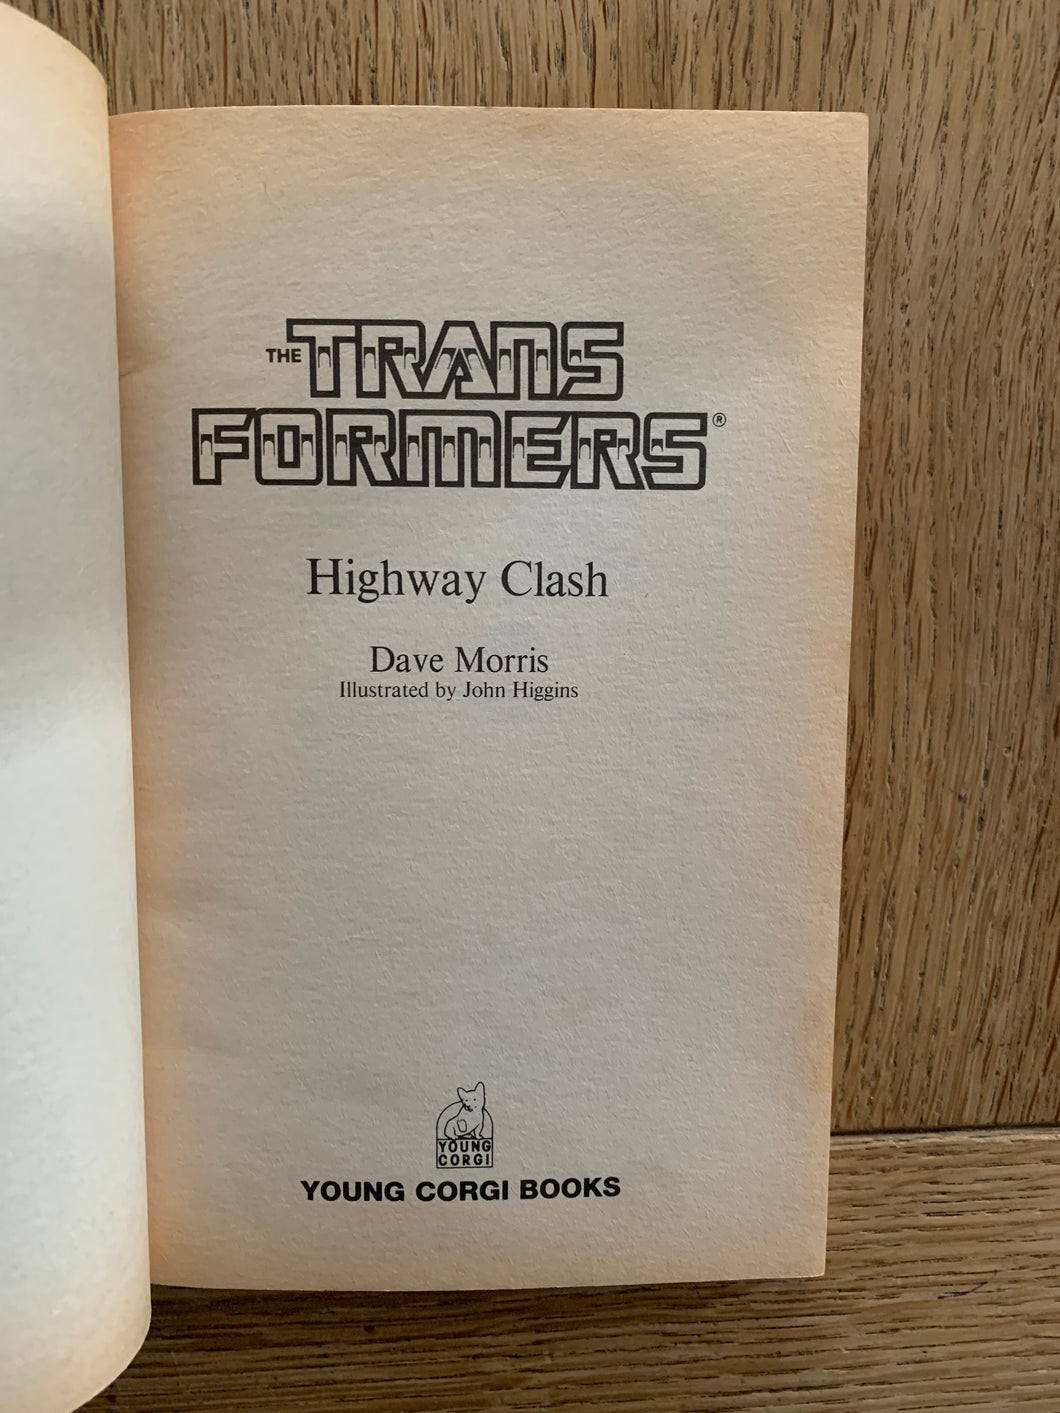 THE TRANS
FORMERS®
Highway Clash
Dave Morris
Illustrated by John Higgins
YOUNG
CORGI
YOUNG CORGI BOOKS